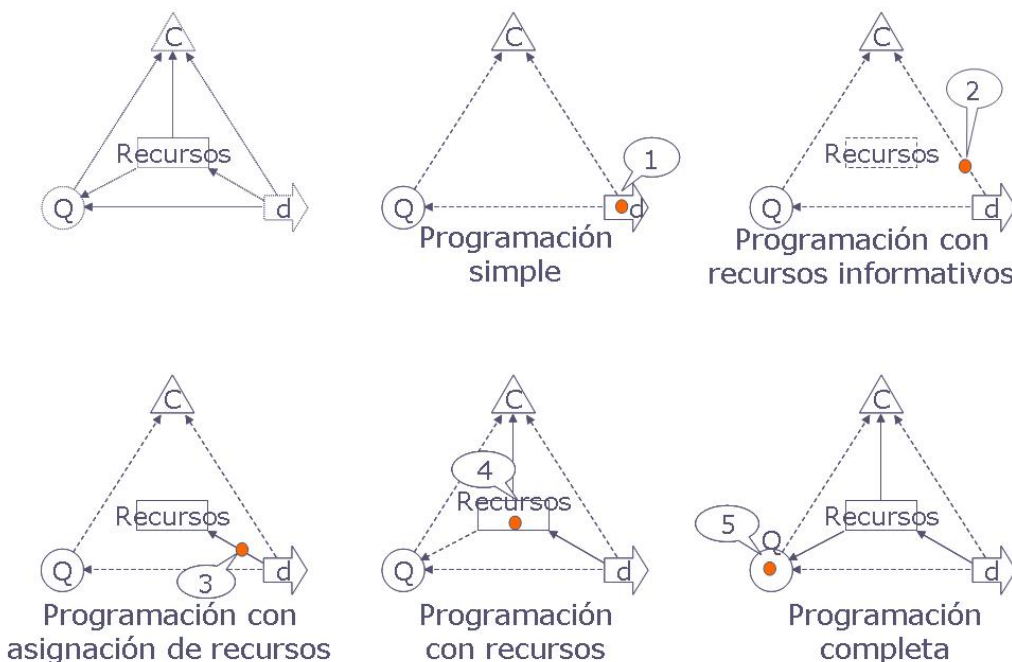 C
Recursos
Q
d
C
1
Q
d
Programación
simple
C
2
Recursos
Q
d
Programación con
recursos informativos
C
Recursos
Q
3
d
Programación con
asignación de recursos
C
4
Recursos
Q
d
Programación
con recursos
C
Recursos
5
Q
d
Programación
completa